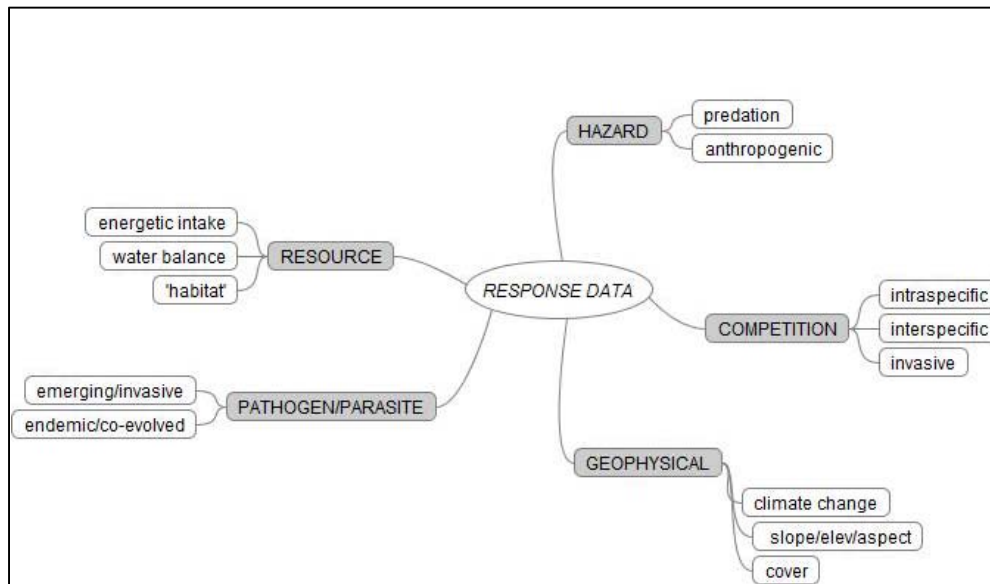 HAZARD
predation
anthropogenic
energetic intake
water balance
'habitat'
RESOURCE
RESPONSE DATA
COMPETITION
intraspecific
interspecific
invasive
emerging/invasive
endemic/co-evolved
PATHOGEN/PARASITE
GEOPHYSICAL
climate change
slope/elev/aspect
cover